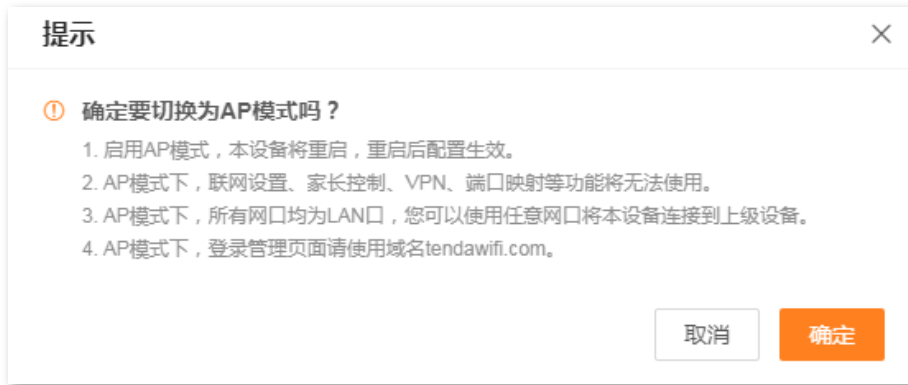 提示
确定要切换为AP模式吗？
1. 启用AP模式，本设备将重启，重启后配置生效。
2. AP模式下，联网设置、家长控制、VPN、端口映射等功能将无法使用。
3. AP模式下，所有网口均为LAN口，您可以使用任意网口将本设备连接到上级设备。
4. AP模式下，登录管理页面请使用域名tendawifi.com。
取消 确定